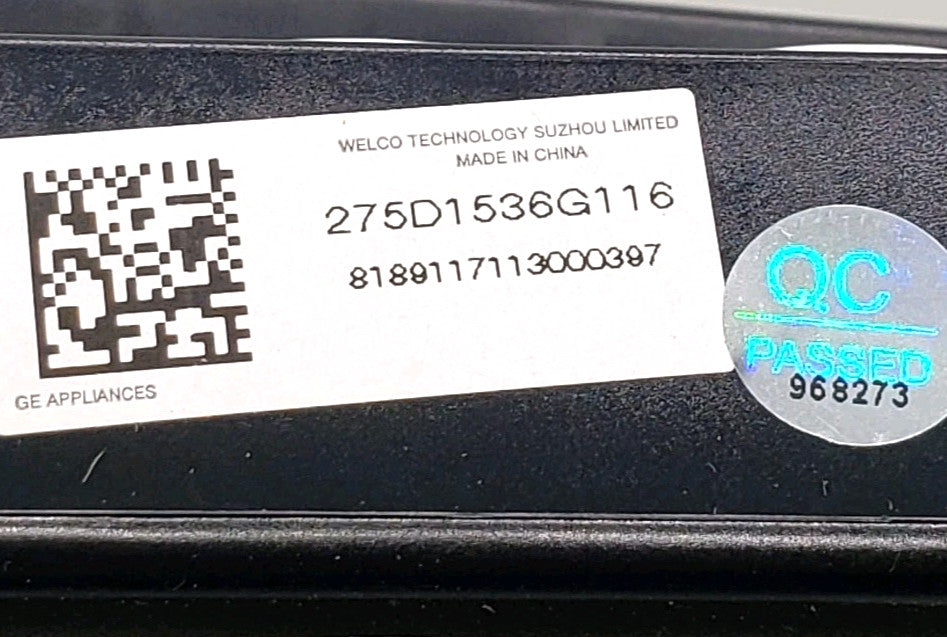 WELCO TECHNOLOGY SUZHOU LIMITED
MADE IN CHINA
275D1536G116
8189117113000397
GE APPLIANCES
QC
PASSED
968273